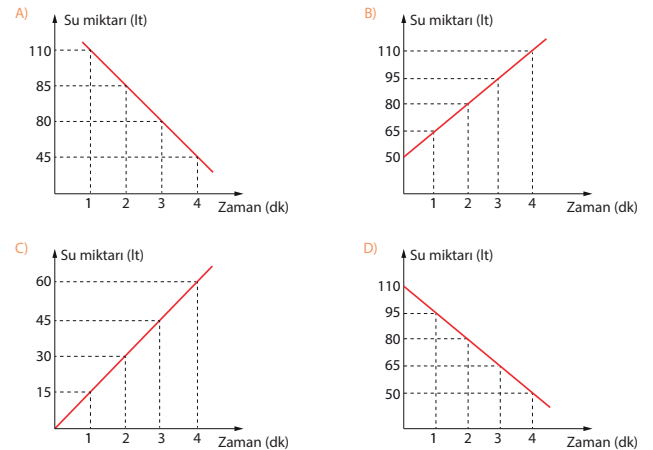 A)
Su miktarı (lt)
110
85
80
45
1 2 3 4
Zaman (dk)
B)
Su miktarı (lt)
110
95
80
65
50
1 2 3 4
Zaman (dk)
C)
Su miktarı (lt)
60
45
30
15
1 2 3 4
Zaman (dk)
D)
Su miktarı (lt)
110
95
80
65
50
1 2 3 4
Zaman (dk)